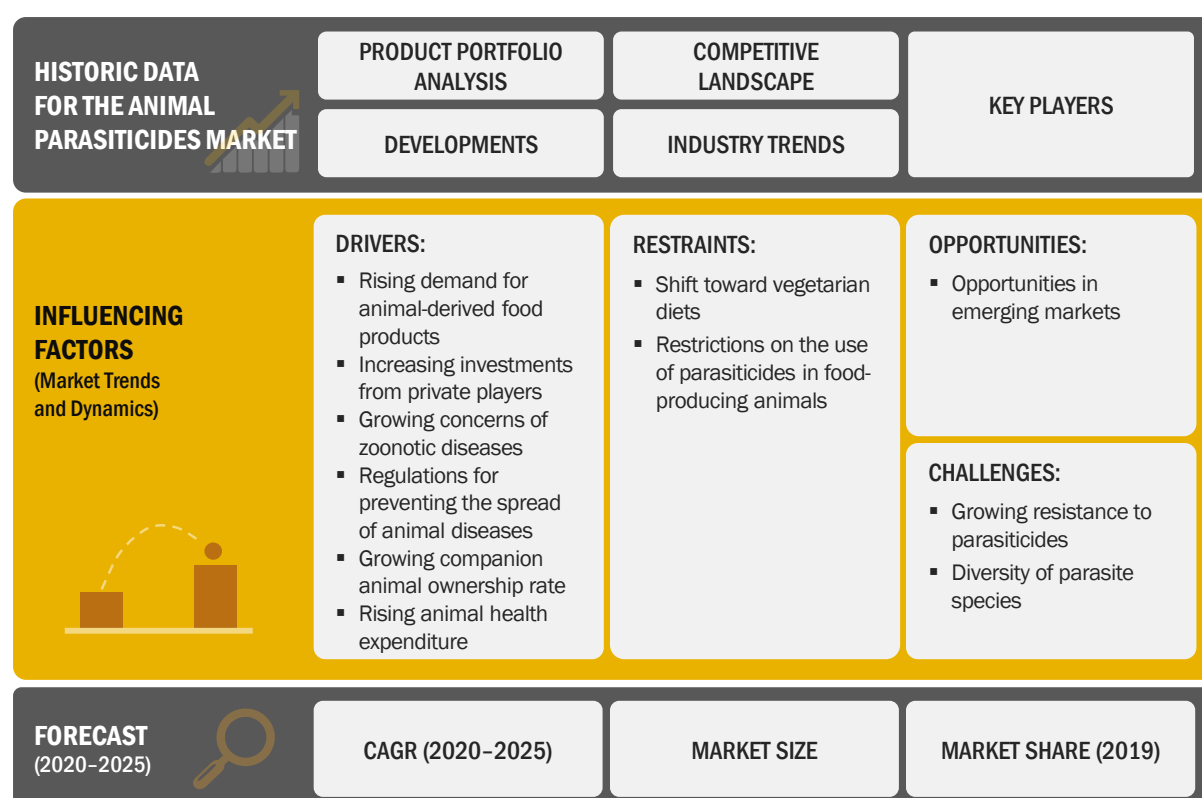 HISTORIC DATA
FOR THE ANIMAL
PARASITICIDES MARKET
PRODUCT PORTFOLIO
ANALYSIS
COMPETITIVE
LANDSCAPE
KEY PLAYERS
DEVELOPMENTS
INDUSTRY TRENDS
INFLUENCING
FACTORS
(Market Trends
and Dynamics)
DRIVERS:
▪ Rising demand for
animal-derived food
products
▪ Increasing investments
from private players
▪ Growing concerns of
zoonotic diseases
▪ Regulations for
preventing the spread
of animal diseases
▪ Growing companion
animal ownership rate
▪ Rising animal health
expenditure
RESTRAINTS:
▪ Shift toward vegetarian
diets
▪ Restrictions on the use
of parasiticides in food-
producing animals
OPPORTUNITIES:
▪ Opportunities in
emerging markets
CHALLENGES:
▪ Growing resistance to
parasiticides
▪ Diversity of parasite
species
FORECAST
(2020–2025)
CAGR (2020–2025)
MARKET SIZE
MARKET SHARE (2019)